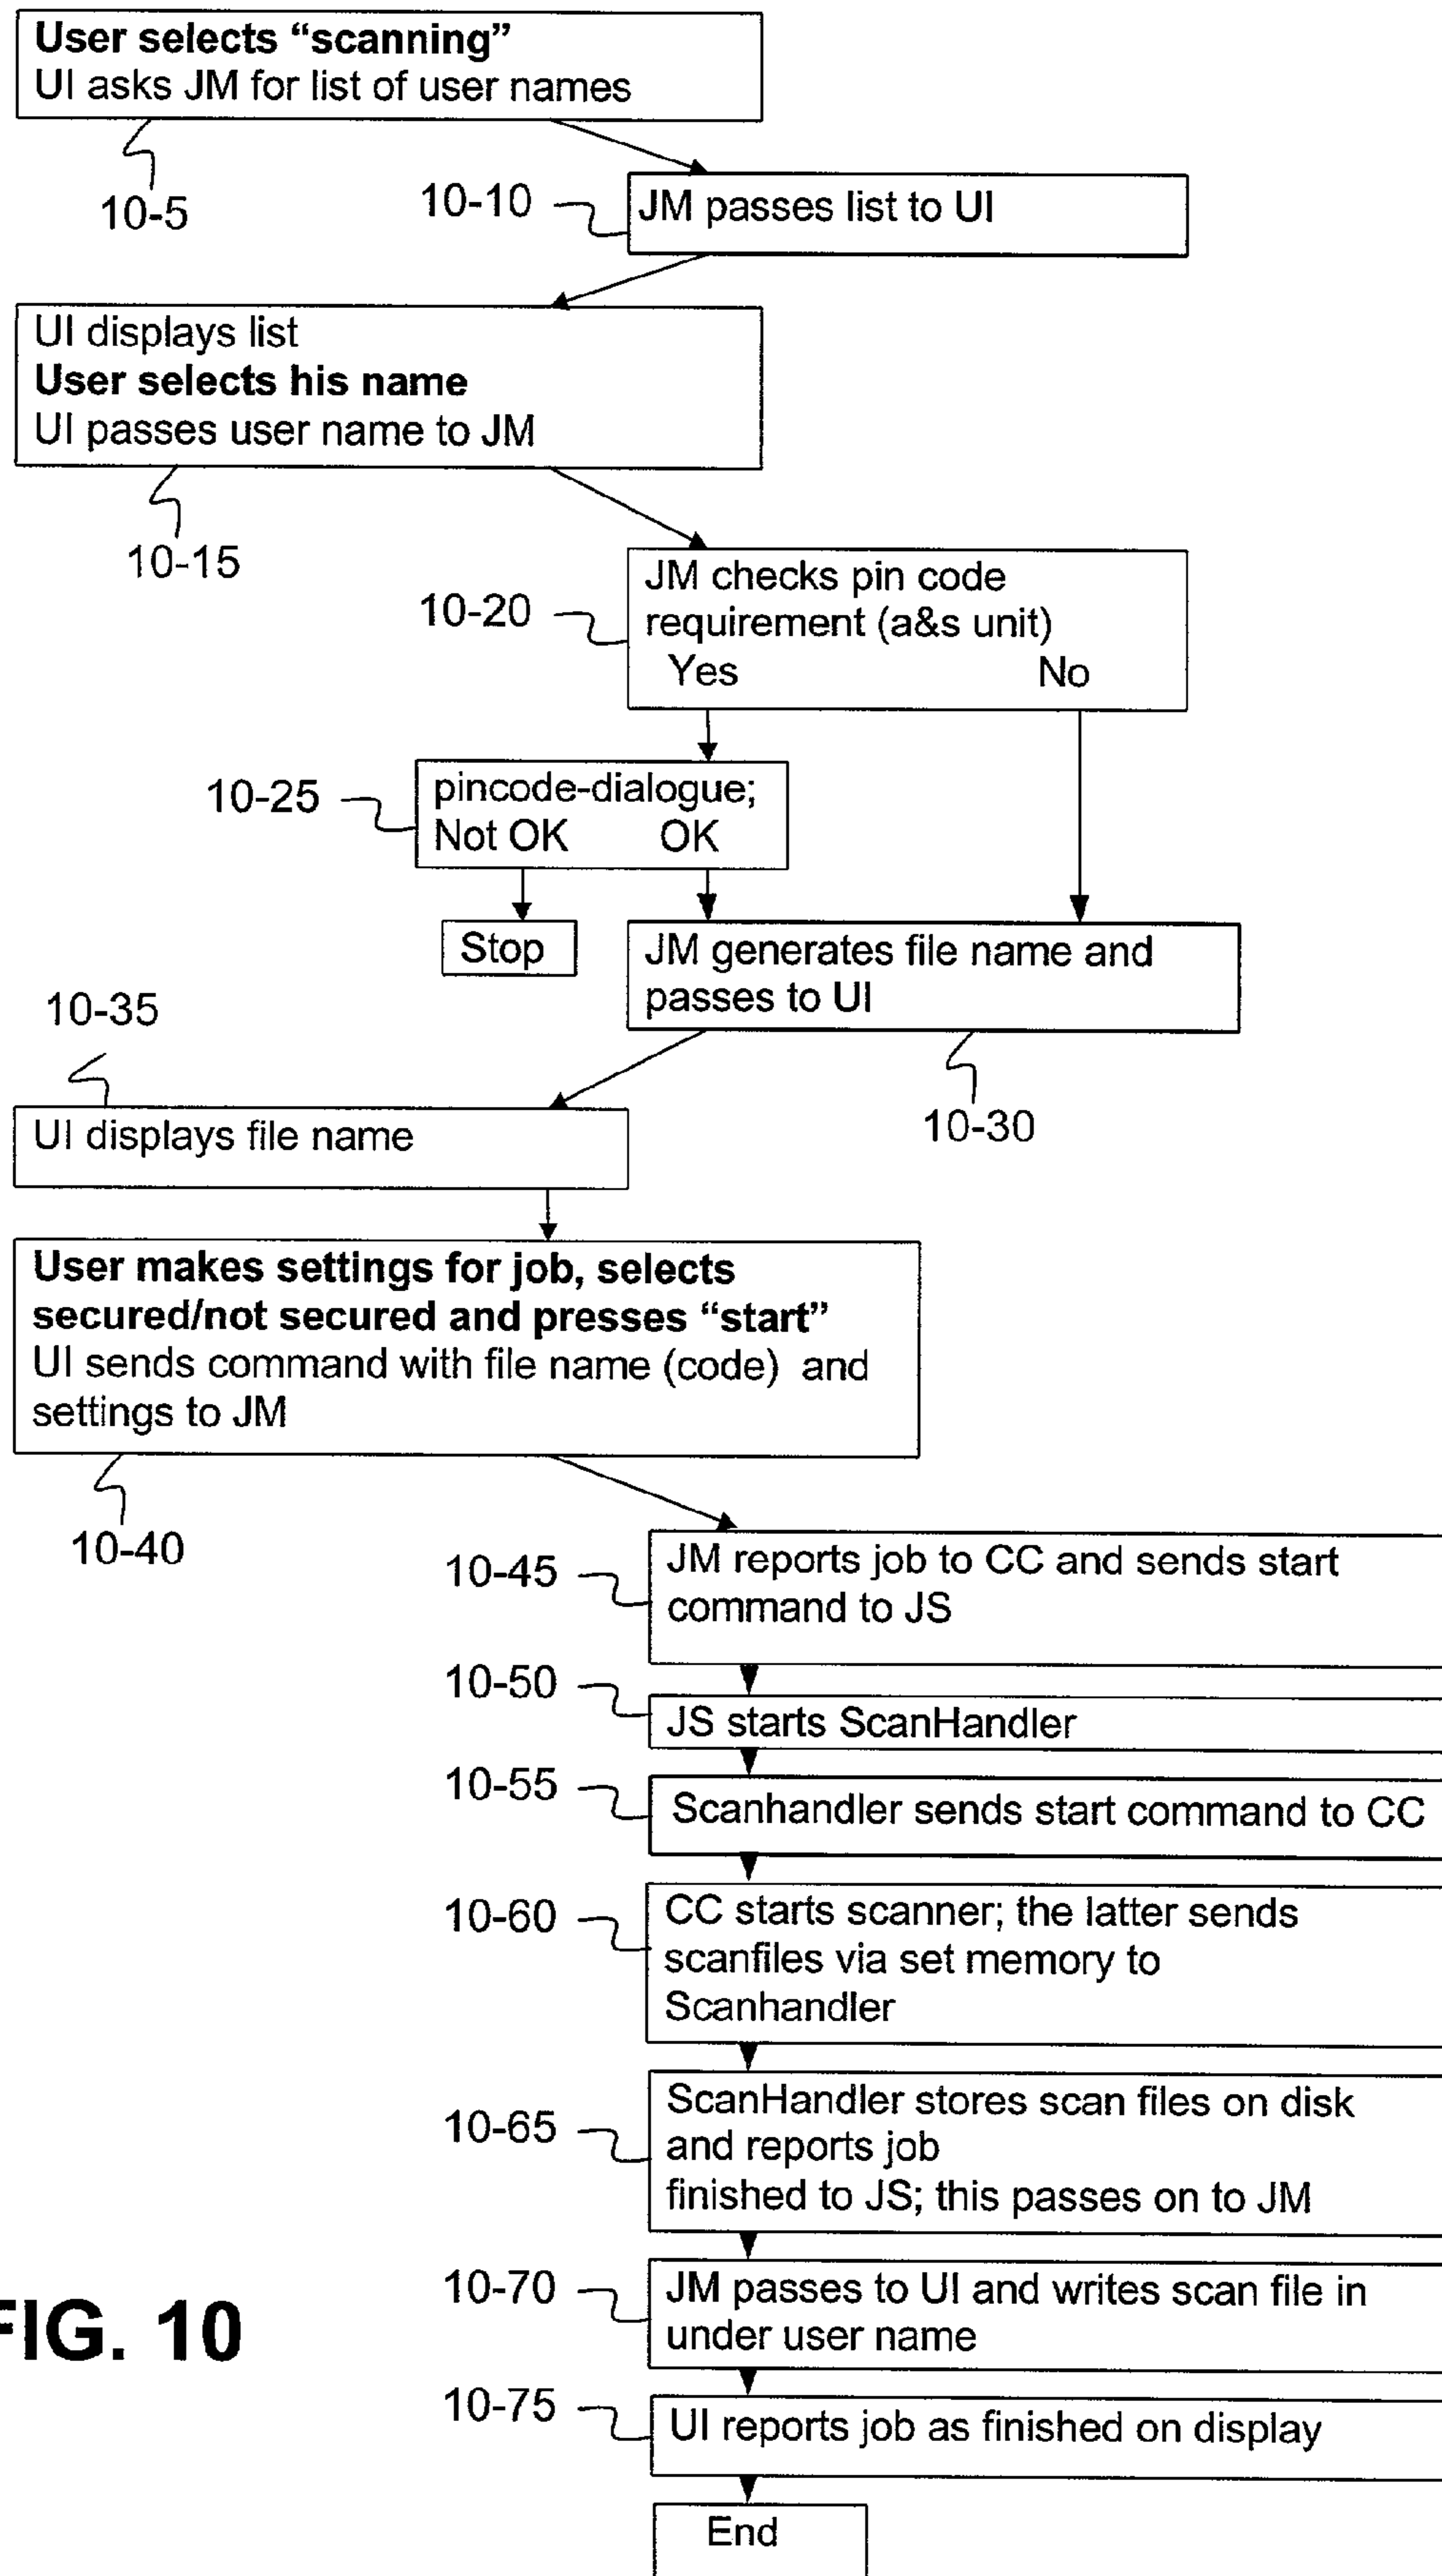 User selects “scanning”
UI asks JM for list of user names
10-5
10-10
JM passes list to UI
UI displays list
User selects his name
UI passes user name to JM
10-15
10-20
JM checks pin code
requirement (a&s unit)
Yes No
10-25
pincode-dialogue;
Not OK OK
Stop
JM generates file name and
passes to UI
10-35
10-30
UI displays file name
User makes settings for job, selects
secured/not secured and presses “start”
UI sends command with file name (code) and
settings to JM
10-40
10-45
JM reports job to CC and sends start
command to JS
10-50
JS starts ScanHandler
10-55
Scanhandler sends start command to CC
10-60
CC starts scanner; the latter sends
scanfiles via set memory to
Scanhandler
10-65
ScanHandler stores scan files on disk
and reports job
finished to JS; this passes on to JM
10-70
JM passes to UI and writes scan file in
under user name
FIG. 10
10-75
UI reports job as finished on display
End